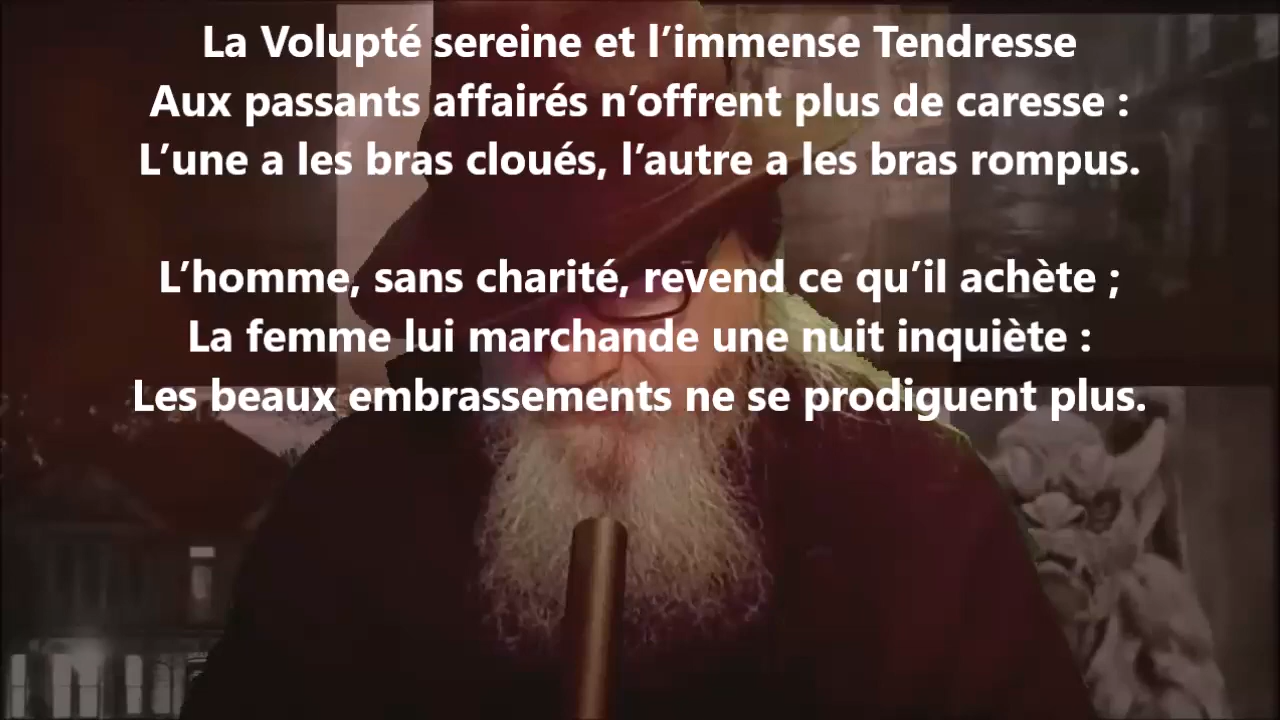 La Volupté sereine et l’immense Tendresse
Aux passants affairés n’offrent plus de caresse :
L’une a les bras cloués, l’autre a les bras rompus.
L’homme, sans charité, revend ce qu’il achète ;
La femme lui marchande une nuit inquiète :
Les beaux embrassements ne se prodiguent plus.